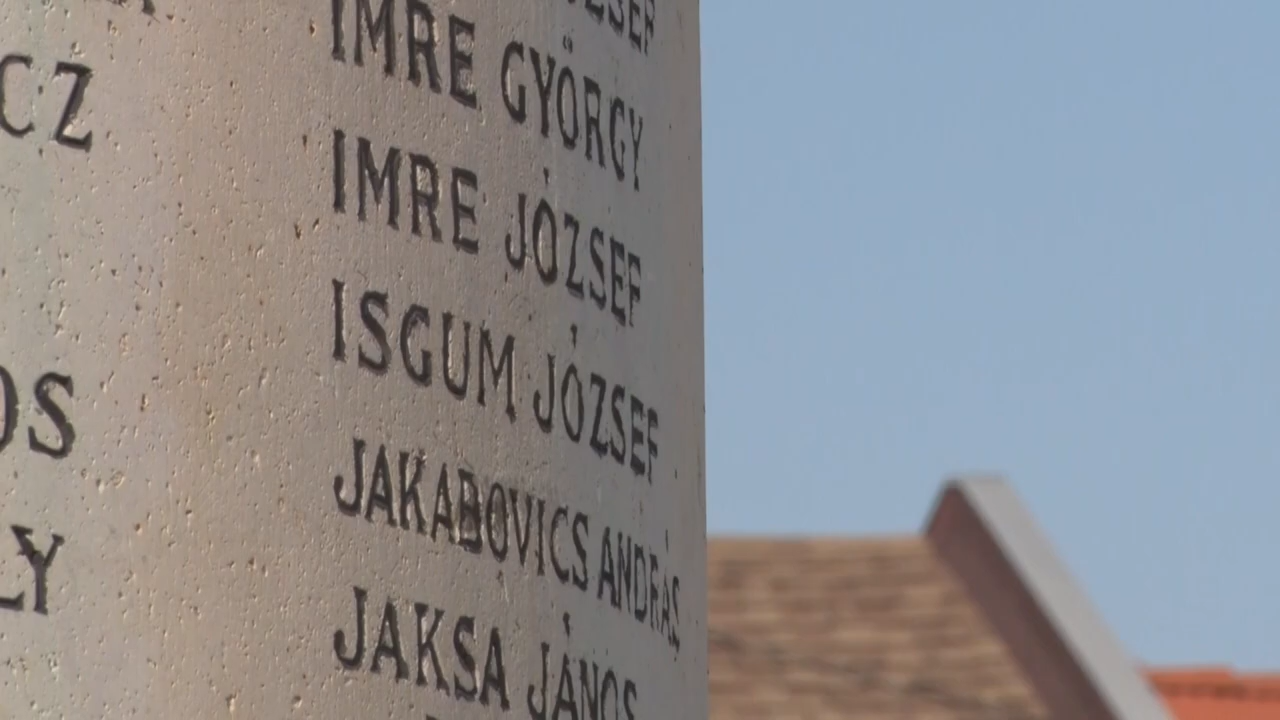 IMRE GYÖRGY
IMRE JÓZSEF
ISGUM JÓZSEF
JAKABOVICS ANDRÁS
JAKSA JÁNOS